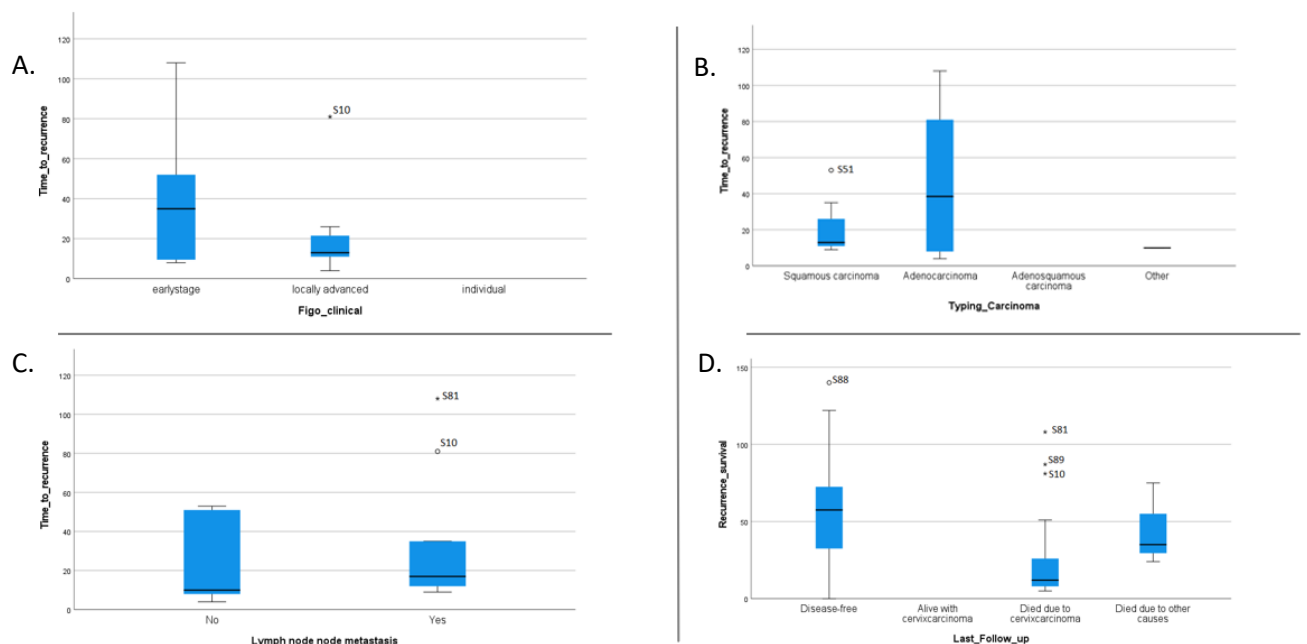 A.
120
100
80
60
40
20
0
Time_to_recurrence
S10
earlystage locally advanced individual
Figo_clinical
B.
120
100
80
60
40
20
0
Time_to_recurrence
S51
Squamous carcinoma Adenocarcinoma Adenosquamous carcinoma Other
Typing_Carcinoma
C.
120
100
80
60
40
20
0
Time_to_recurrence
S81
S10
No Yes
Lymph node node metastasis
D.
150
100
50
0
Recurrence_survival
S88
S81
S89
S10
Disease-free Alive with cervixcarcinoma Died due to cervixcarcinoma Died due to other causes
Last_Follow_up